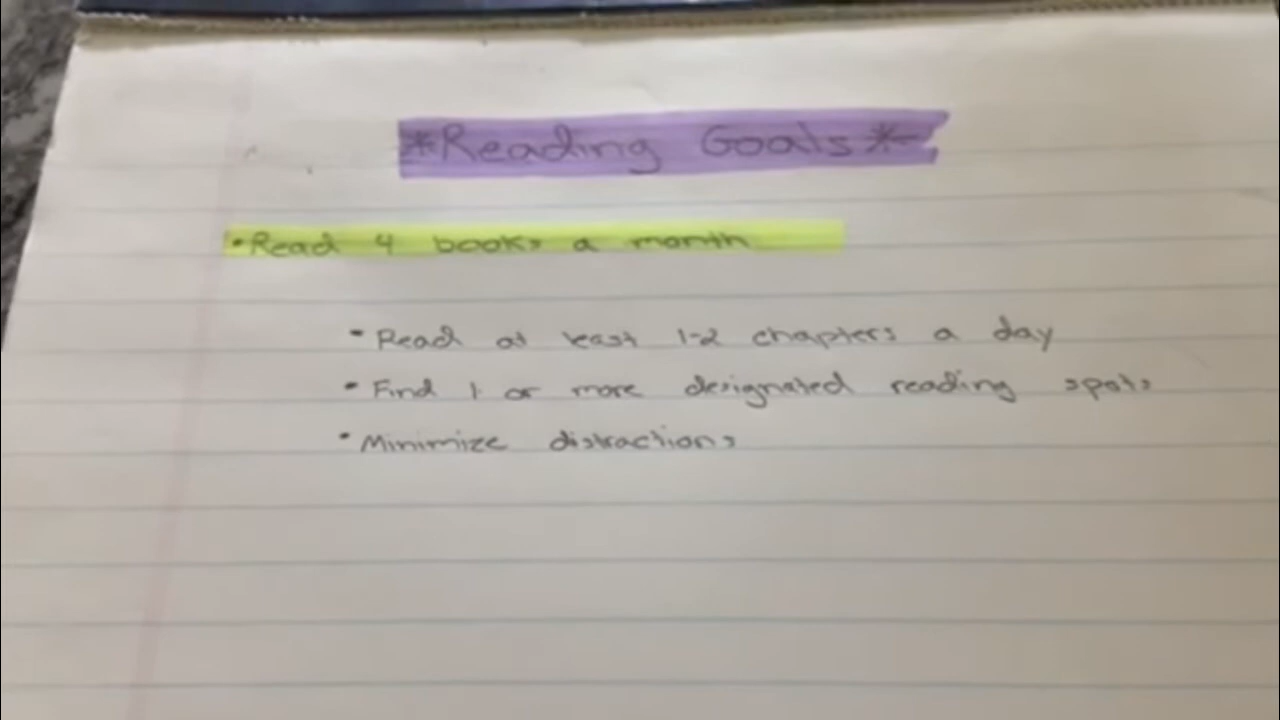 *Reading Goals*
• Read 4 books a month
• Read at least 1-2 chapters a day
• Find 1 or more designated reading spots
• Minimize distractions